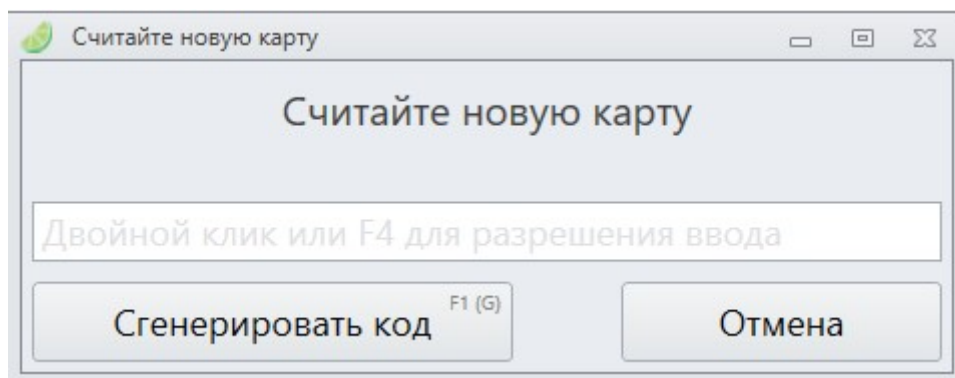 Считайте новую карту
Считайте новую карту
Двойной клик или F4 для разрешения ввода
Сгенерировать код F1 (G)
Отмена